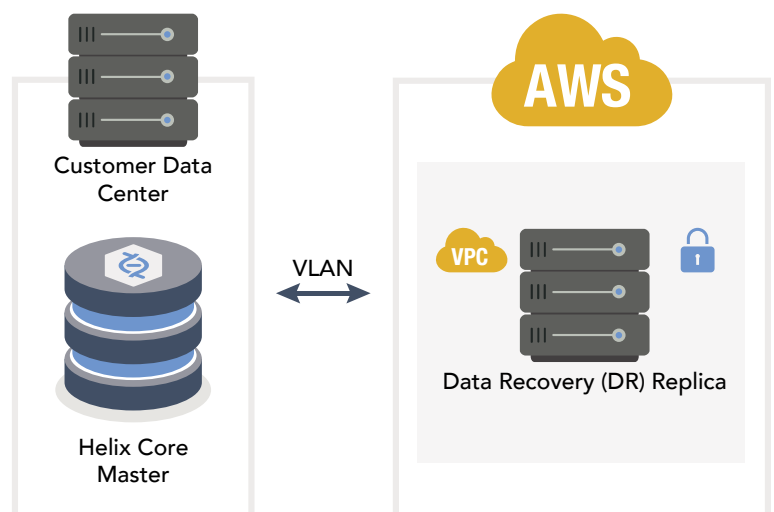 Customer Data
Center
Helix Core
Master
VLAN
AWS
VPC
Data Recovery (DR) Replica